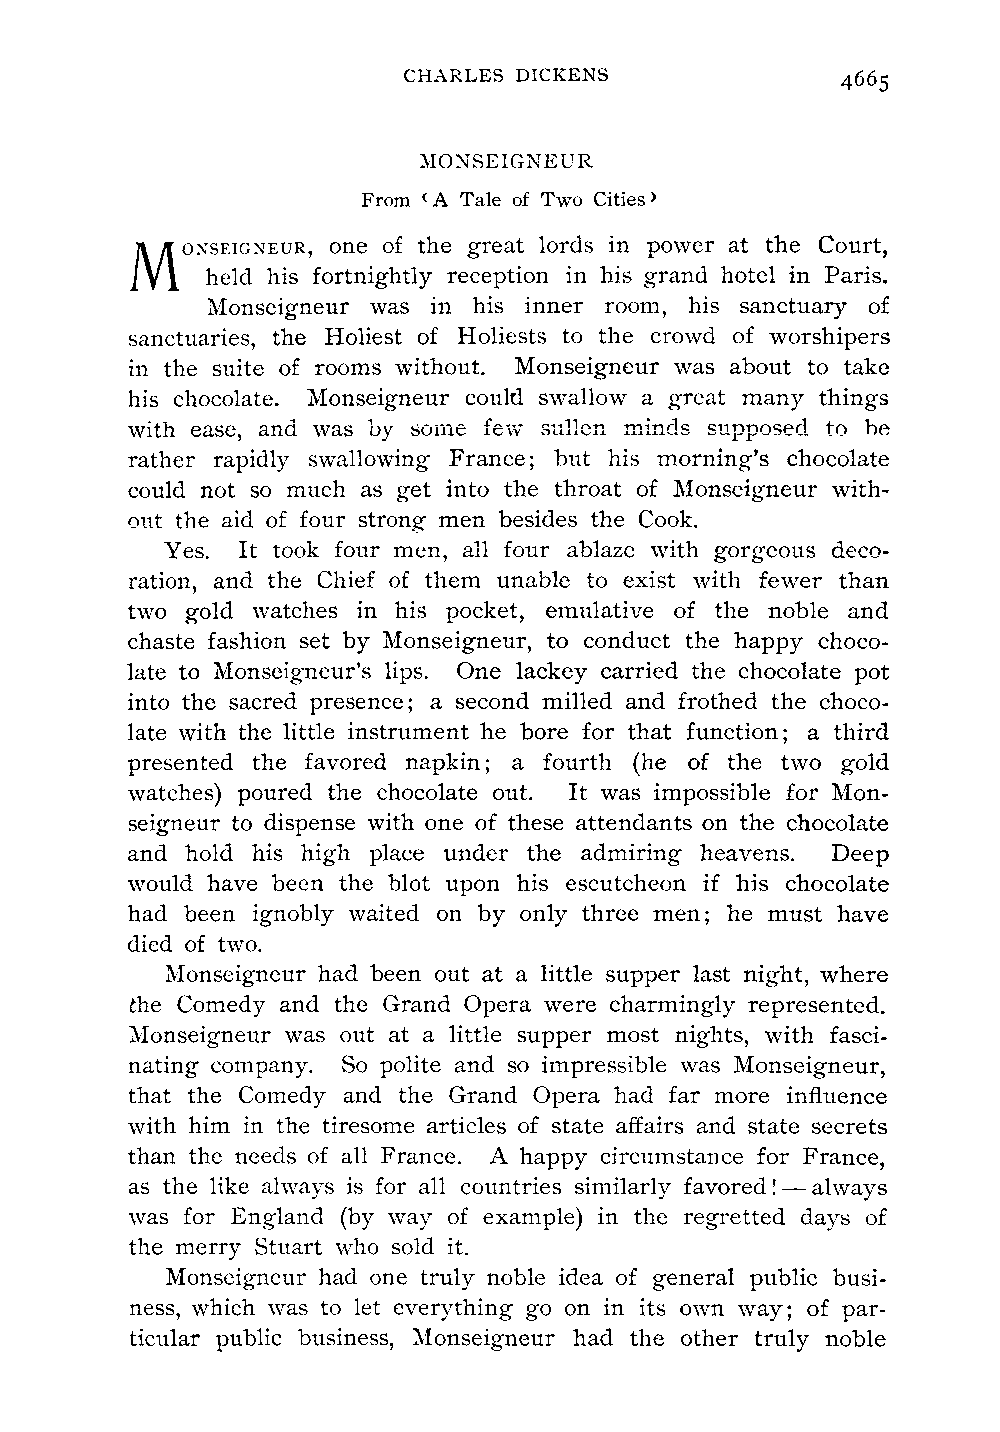 CHARLES DICKENS 4665
MONSEIGNEUR
From ‹A Tale of Two Cities›
MONSEIGNEUR, one of the great lords in power at the Court,
held his fortnightly reception in his grand hotel in Paris.
Monseigneur was in his inner room, his sanctuary of
sanctuaries, the Holiest of Holiests to the crowd of worshipers
in the suite of rooms without. Monseigneur was about to take
his chocolate. Monseigneur could swallow a great many things
with ease, and was by some few sullen minds supposed to be
rather rapidly swallowing France; but his morning's chocolate
could not so much as get into the throat of Monseigneur with-
out the aid of four strong men besides the Cook.
Yes. It took four men, all four ablaze with gorgeous deco-
ration, and the Chief of them unable to exist with fewer than
two gold watches in his pocket, emulative of the noble and
chaste fashion set by Monseigneur, to conduct the happy choco-
late to Monseigneur's lips. One lackey carried the chocolate pot
into the sacred presence; a second milled and frothed the choco-
late with the little instrument he bore for that function; a third
presented the favored napkin; a fourth (he of the two gold
watches) poured the chocolate out. It was impossible for Mon-
seigneur to dispense with one of these attendants on the chocolate
and hold his high place under the admiring heavens. Deep
would have been the blot upon his escutcheon if his chocolate
had been ignobly waited on by only three men; he must have
died of two.
Monseigneur had been out at a little supper last night, where
the Comedy and the Grand Opera were charmingly represented.
Monseigneur was out at a little supper most nights, with fasci-
nating company. So polite and so impressible was Monseigneur,
that the Comedy and the Grand Opera had far more influence
with him in the tiresome articles of state affairs and state secrets
than the needs of all France. A happy circumstance for France,
as the like always is for all countries similarly favored!—always
was for England (by way of example) in the regretted days of
the merry Stuart who sold it.
Monseigneur had one truly noble idea of general public busi-
ness, which was to let everything go on in its own way; of par-
ticular public business, Monseigneur had the other truly noble